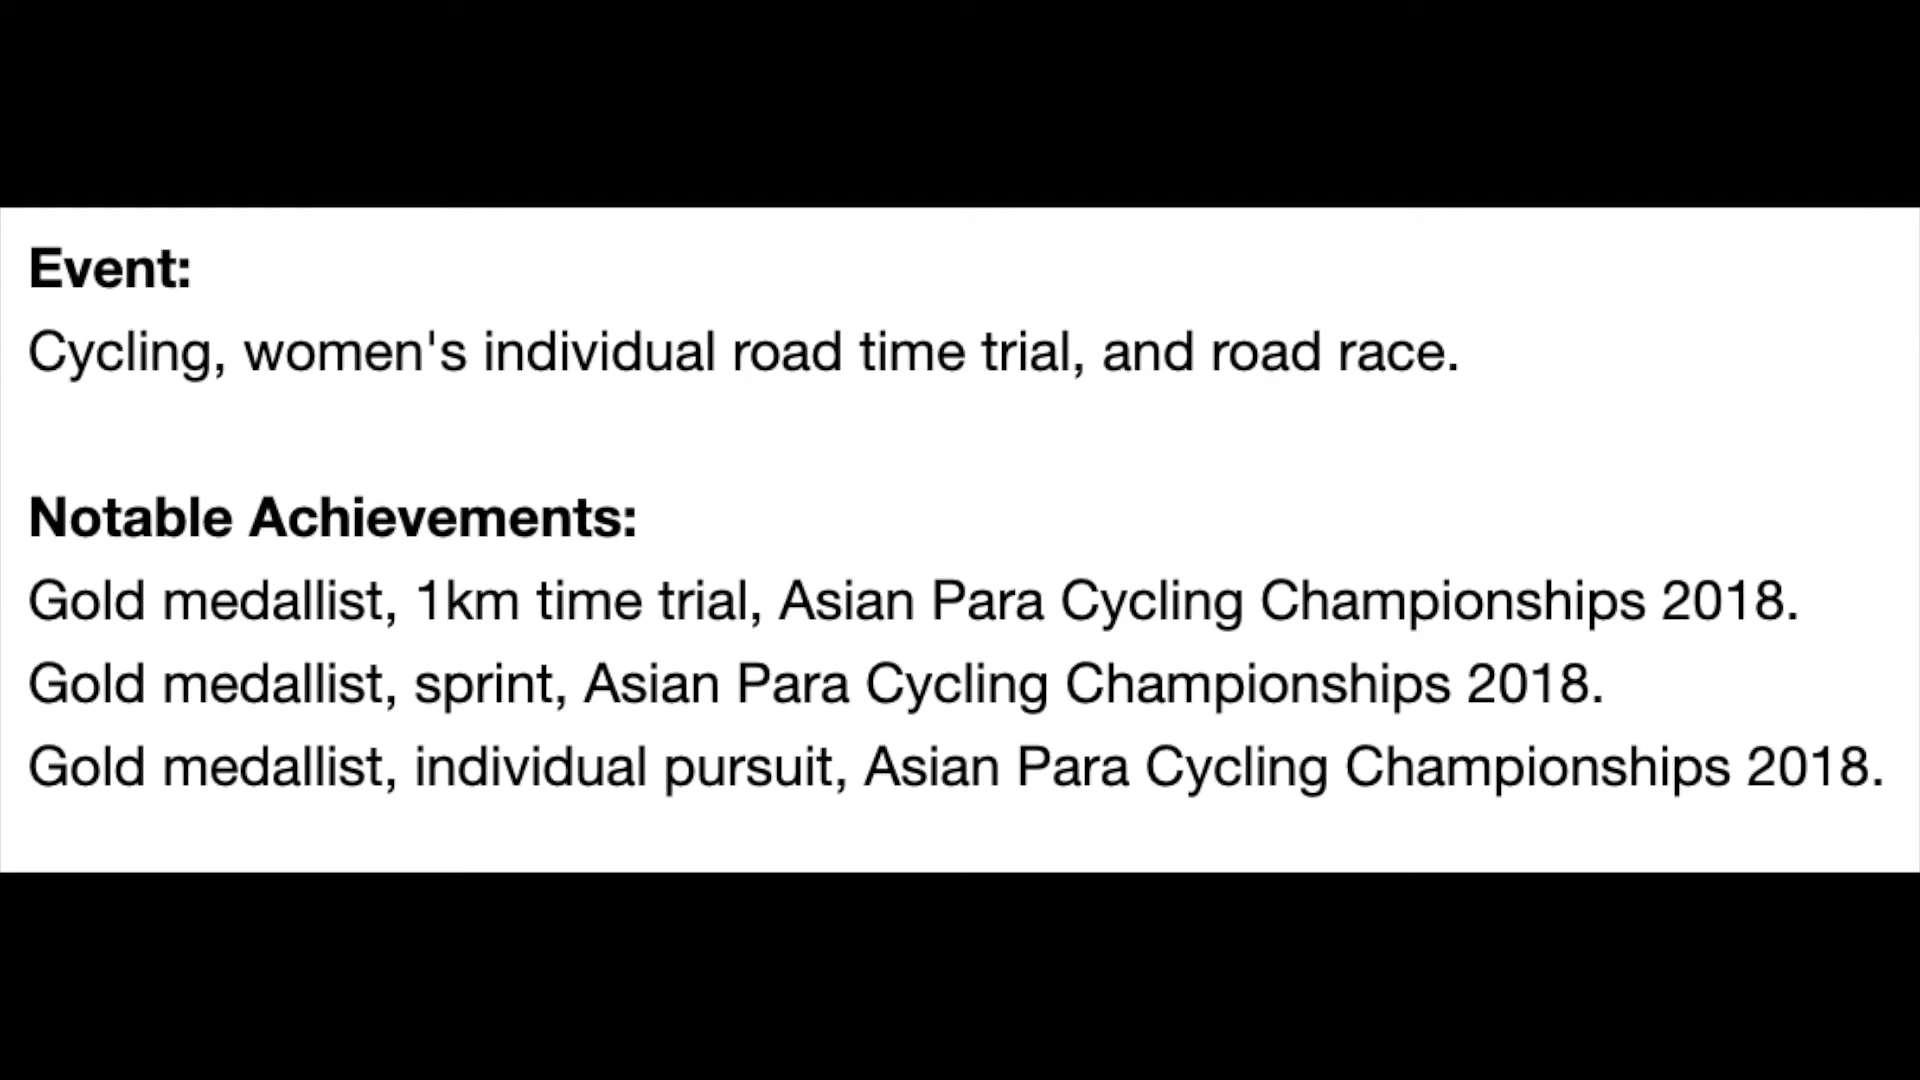 Event:
Cycling, women's individual road time trial, and road race.
Notable Achievements:
Gold medallist, 1km time trial, Asian Para Cycling Championships 2018.
Gold medallist, sprint, Asian Para Cycling Championships 2018.
Gold medallist, individual pursuit, Asian Para Cycling Championships 2018.